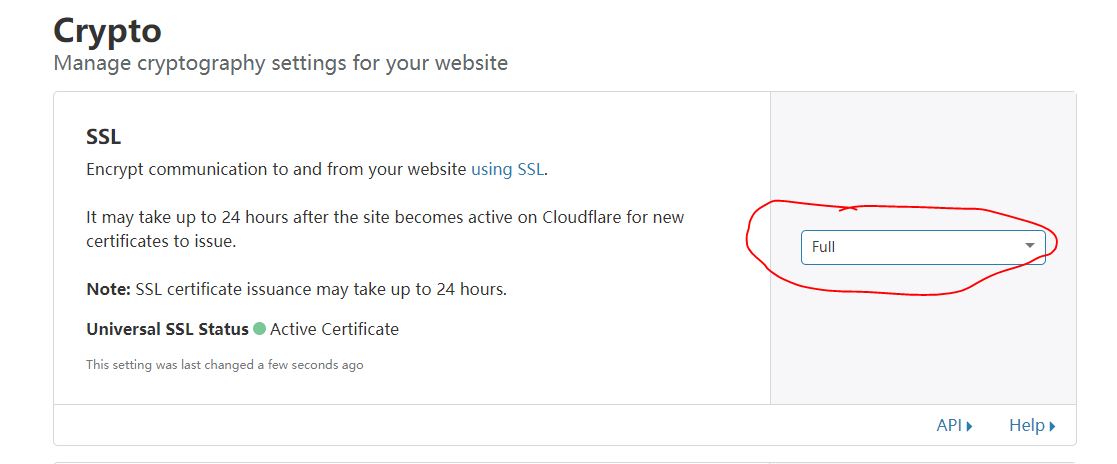 Crypto
Manage cryptography settings for your website
SSL
Encrypt communication to and from your website using SSL.
It may take up to 24 hours after the site becomes active on Cloudflare for new
certificates to issue.
Full
Note: SSL certificate issuance may take up to 24 hours.
Universal SSL Status Active Certificate
This setting was last changed a few seconds ago
API Help